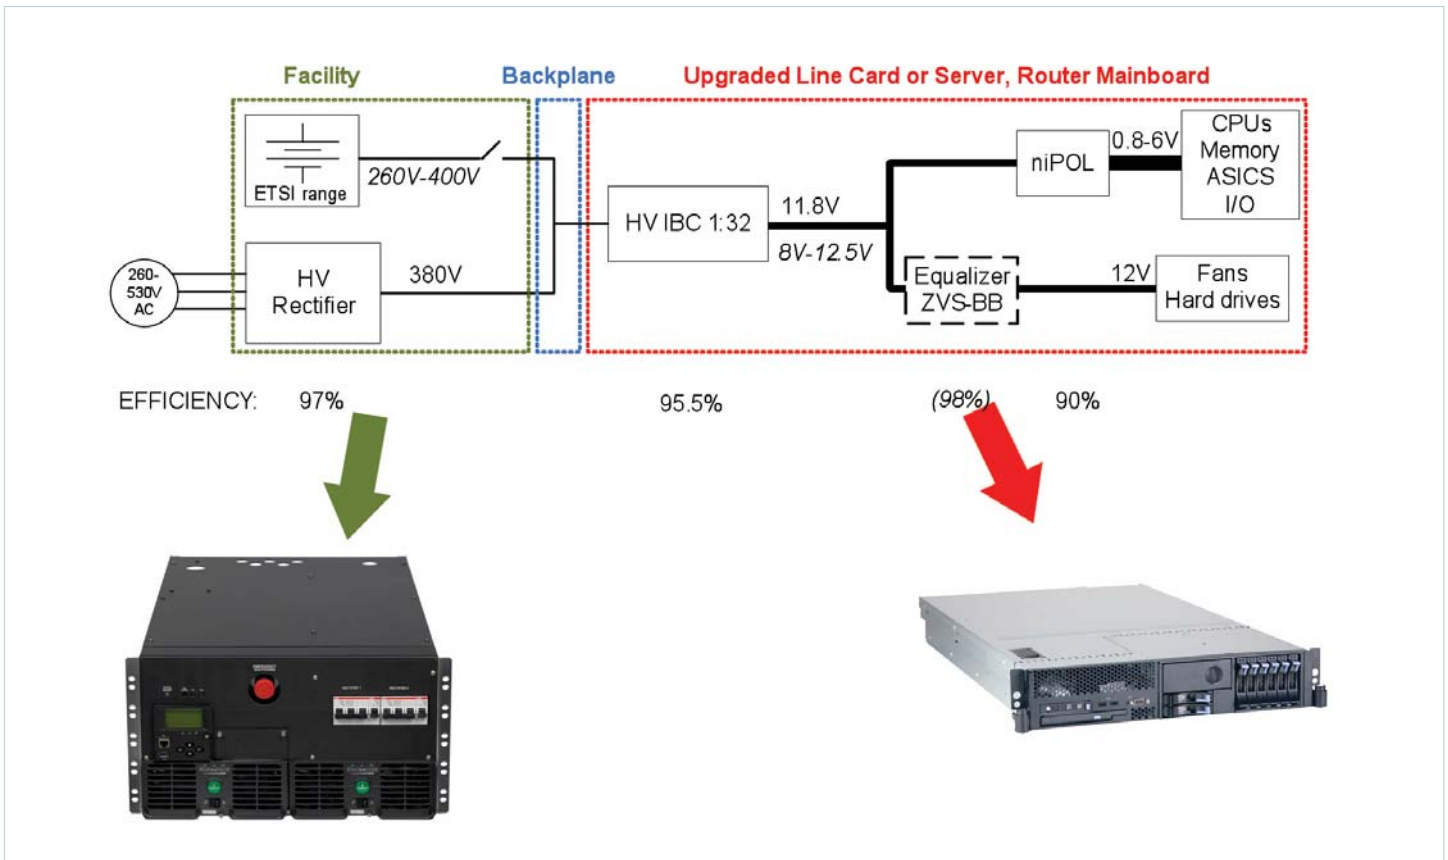 Facility
Backplane
Upgraded Line Card or Server, Router Mainboard
ETSI range
260V-400V
260-
530V
AC
HV
Rectifier
380V
HV IBC 1:32
11.8V
8V-12.5V
niPOL
0.8-6V
CPUs
Memory
ASICS
I/O
Equalizer
ZVS-BB
12V
Fans
Hard drives
EFFICIENCY:
97%
95.5%
(98%)
90%